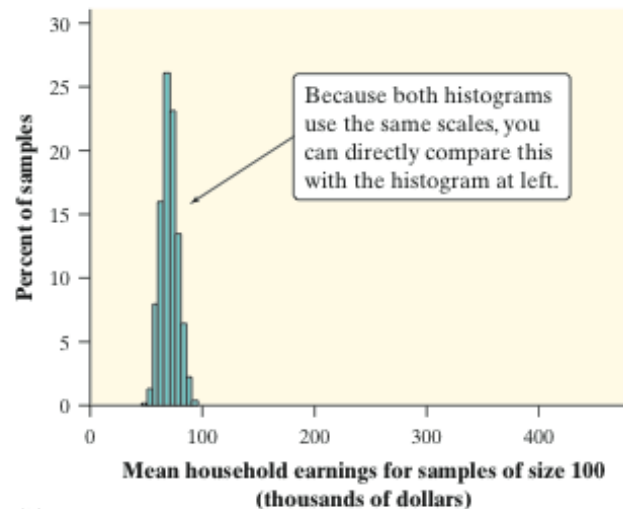 30
25
20
15
10
5
0
Percent of samples
Because both histograms
use the same scales, you
can directly compare this
with the histogram at left.
0 100 200 300 400
Mean household earnings for samples of size 100
(thousands of dollars)